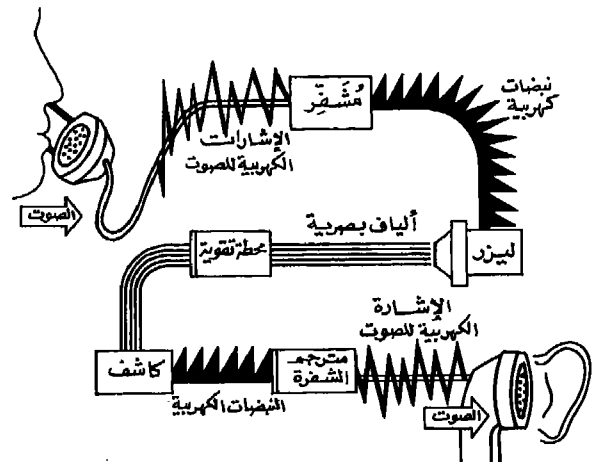 الصوت
الإشارات
الكهربية للصوت
مُشَفِّر
نبضات
كهربية
ليزر
ألياف بصرية
محطة تقوية
كاشف
النبضات الكهربية
مترجم
الشفرة
الإشارة
الكهربية للصوت
الصوت